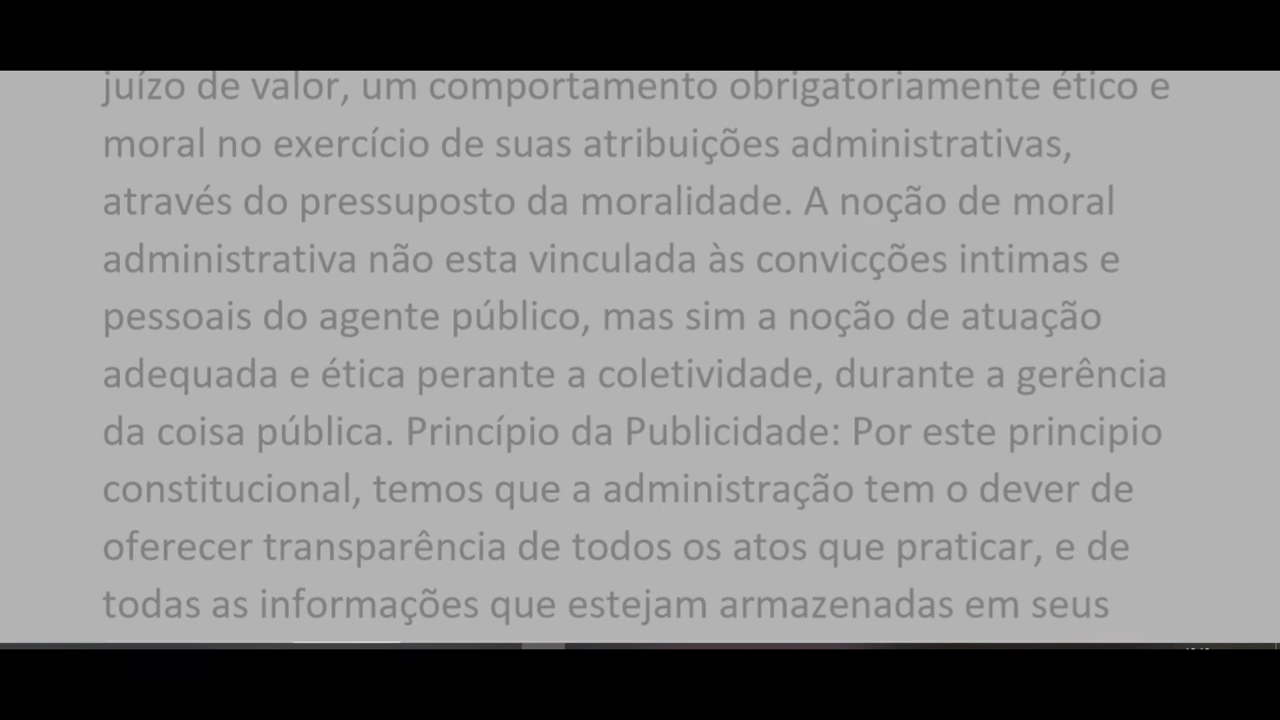 juízo de valor, um comportamento obrigatoriamente ético e
moral no exercício de suas atribuições administrativas,
através do pressuposto da moralidade. A noção de moral
administrativa não esta vinculada às convicções intimas e
pessoais do agente público, mas sim a noção de atuação
adequada e ética perante a coletividade, durante a gerência
da coisa pública. Princípio da Publicidade: Por este principio
constitucional, temos que a administração tem o dever de
oferecer transparência de todos os atos que praticar, e de
todas as informações que estejam armazenadas em seus